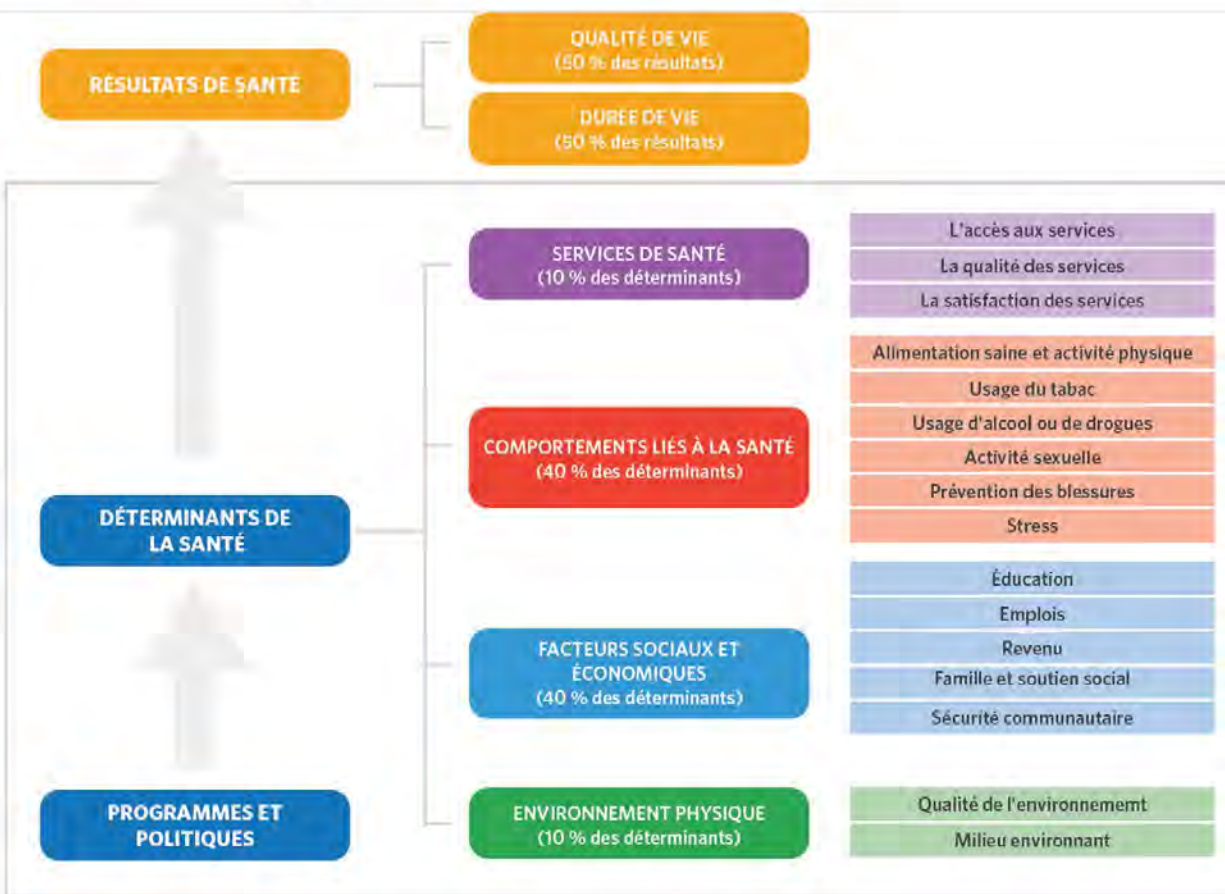 RÉSULTATS DE SANTÉ
QUALITÉ DE VIE
(50 % des résultats)
DURÉE DE VIE
(50 % des résultats)
SERVICES DE SANTÉ
(10 % des déterminants)
L'accès aux services
La qualité des services
La satisfaction des services
DÉTERMINANTS DE
LA SANTÉ
COMPORTEMENTS LIÉS À LA SANTÉ
(40 % des déterminants)
Alimentation saine et activité physique
Usage du tabac
Usage d'alcool ou de drogues
Activité sexuelle
Prévention des blessures
Stress
FACTEURS SOCIAUX ET
ÉCONOMIQUES
(40 % des déterminants)
Éducation
Emplois
Revenu
Famille et soutien social
Sécurité communautaire
PROGRAMMES ET
POLITIQUES
ENVIRONNEMENT PHYSIQUE
(10 % des déterminants)
Qualité de l'environnememt
Milieu environnant